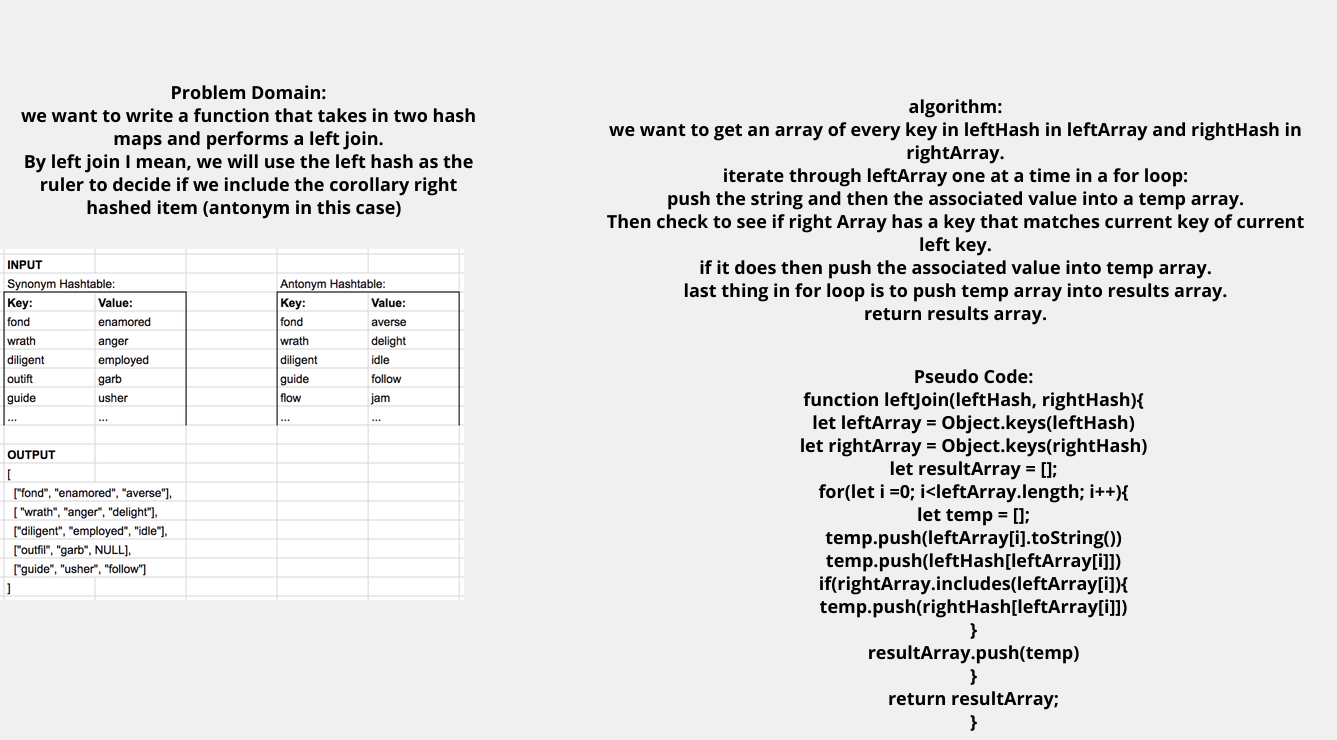 Problem Domain:
we want to write a function that takes in two hash
maps and performs a left join.
By left join I mean, we will use the left hash as the
ruler to decide if we include the corollary right
hashed item (antonym in this case)
INPUT
Synonym Hashtable: Antonym Hashtable:
Key: Value: Key: Value:
fond enamored fond averse
wrath anger wrath delight
diligent employed diligent idle
outift garb guide follow
guide usher flow jam
... ... ... ...
OUTPUT
[
["fond", "enamored", "averse"],
[ "wrath", "anger", "delight"],
["diligent", "employed", "idle"],
["outfil", "garb", NULL],
["guide", "usher", "follow"]
]
algorithm:
we want to get an array of every key in leftHash in leftArray and rightHash in
rightArray.
iterate through leftArray one at a time in a for loop:
push the string and then the associated value into a temp array.
Then check to see if right Array has a key that matches current key of current
left key.
if it does then push the associated value into temp array.
last thing in for loop is to push temp array into results array.
return results array.
Pseudo Code:
function leftJoin(leftHash, rightHash){
let leftArray = Object.keys(leftHash)
let rightArray = Object.keys(rightHash)
let resultArray = [];
for(let i =0; i<leftArray.length; i++){
let temp = [];
temp.push(leftArray[i].toString())
temp.push(leftHash[leftArray[i]])
if(rightArray.includes(leftArray[i]){
temp.push(rightHash[leftArray[i]])
}
resultArray.push(temp)
}
return resultArray;
}